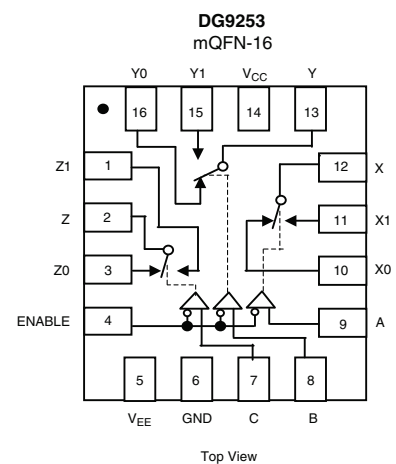 DG9253
mQFN-16
Y0 Y1 VCC Y
16 15 14 13
Z1 1 12 X
Z 2 11 X1
Z0 3 10 X0
ENABLE 4 9 A
5 6 7 8
VEE GND C B
Top View